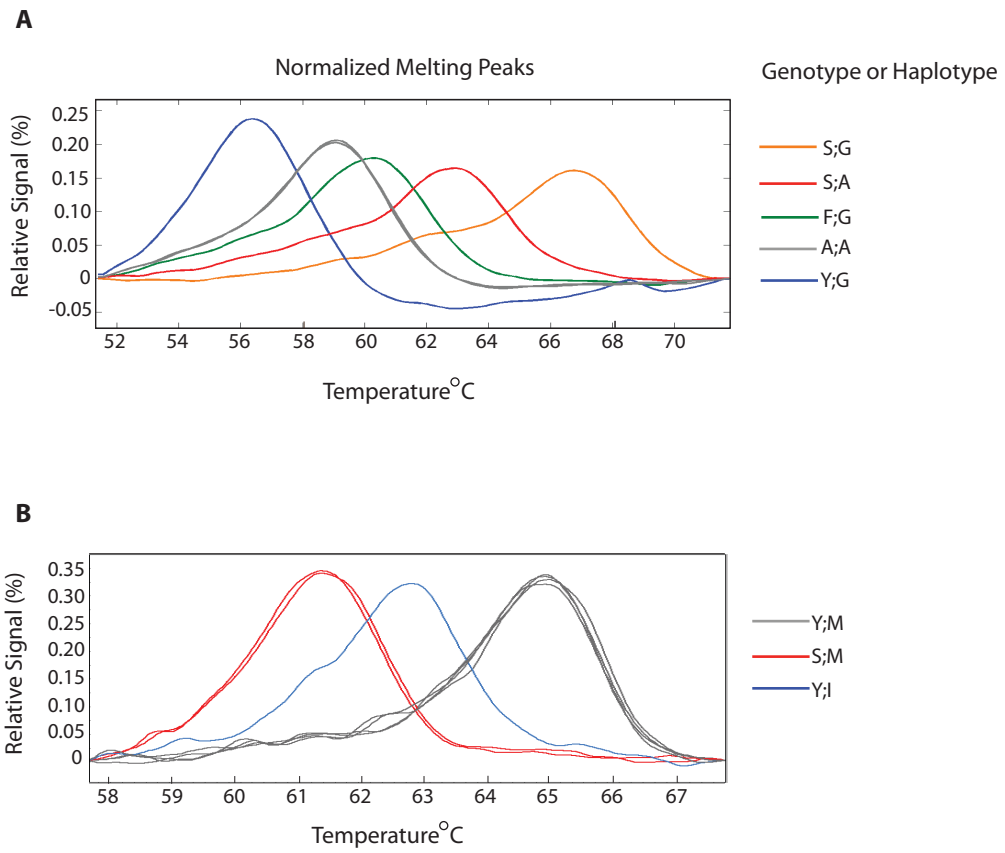 A
Normalized Melting Peaks
Genotype or Haplotype
Relative Signal (%)
0.25
0.20
0.15
0.10
0.05
0
-0.05
52 54 56 58 60 62 64 66 68 70
Temperature°C
S;G
S;A
F;G
A;A
Y;G
B
Relative Signal (%)
0.35
0.30
0.25
0.20
0.15
0.10
0.05
0
58 59 60 61 62 63 64 65 66 67
Temperature°C
Y;M
S;M
Y;I